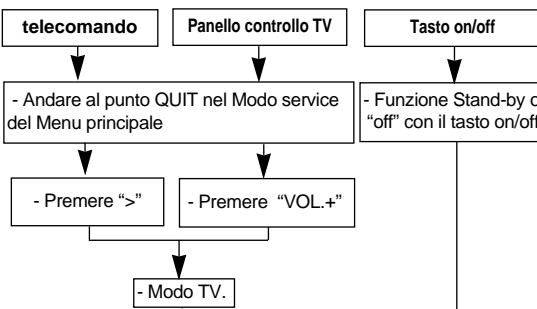 telecomando
Panello controllo TV
Tasto on/off
- Andare al punto QUIT nel Modo service
del Menu principale
- Funzione Stand-by o
“off” con il tasto on/off
- Premere “>”
- Premere “VOL.+”
- Modo TV.